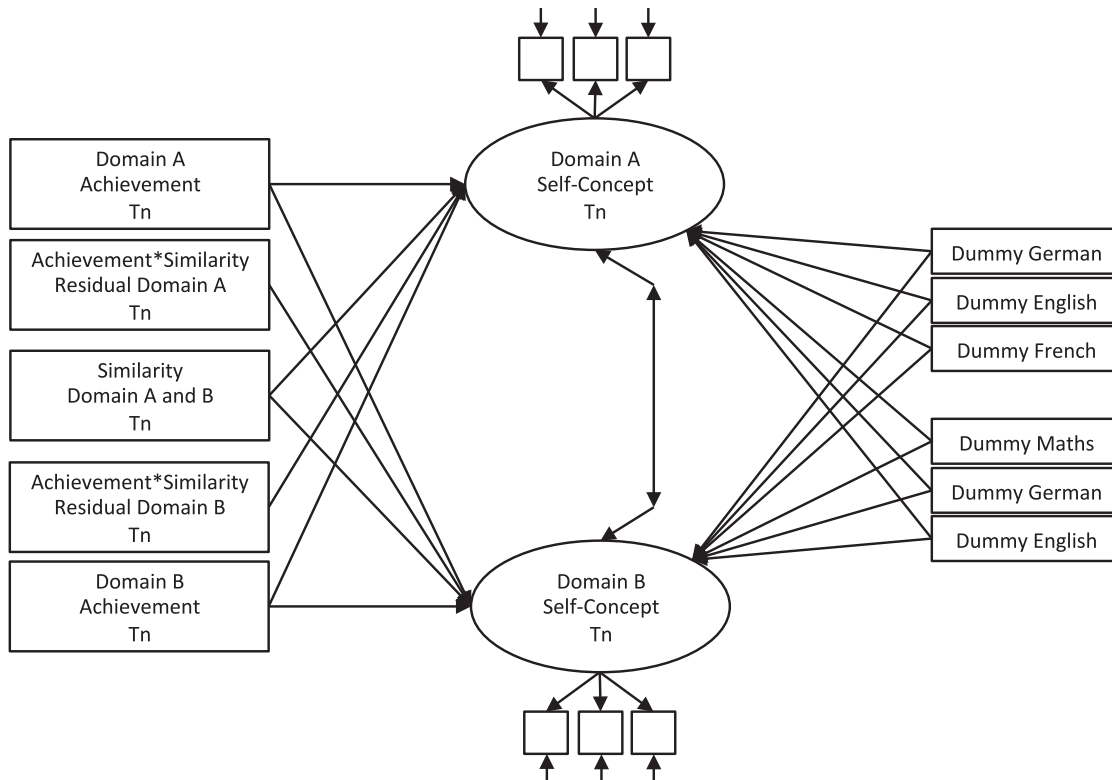 Domain A
Achievement
Tn
Achievement*Similarity
Residual Domain A
Tn
Similarity
Domain A and B
Tn
Achievement*Similarity
Residual Domain B
Tn
Domain B
Achievement
Tn
Domain A
Self-Concept
Tn
Domain B
Self-Concept
Tn
Dummy German
Dummy English
Dummy French
Dummy Maths
Dummy German
Dummy English